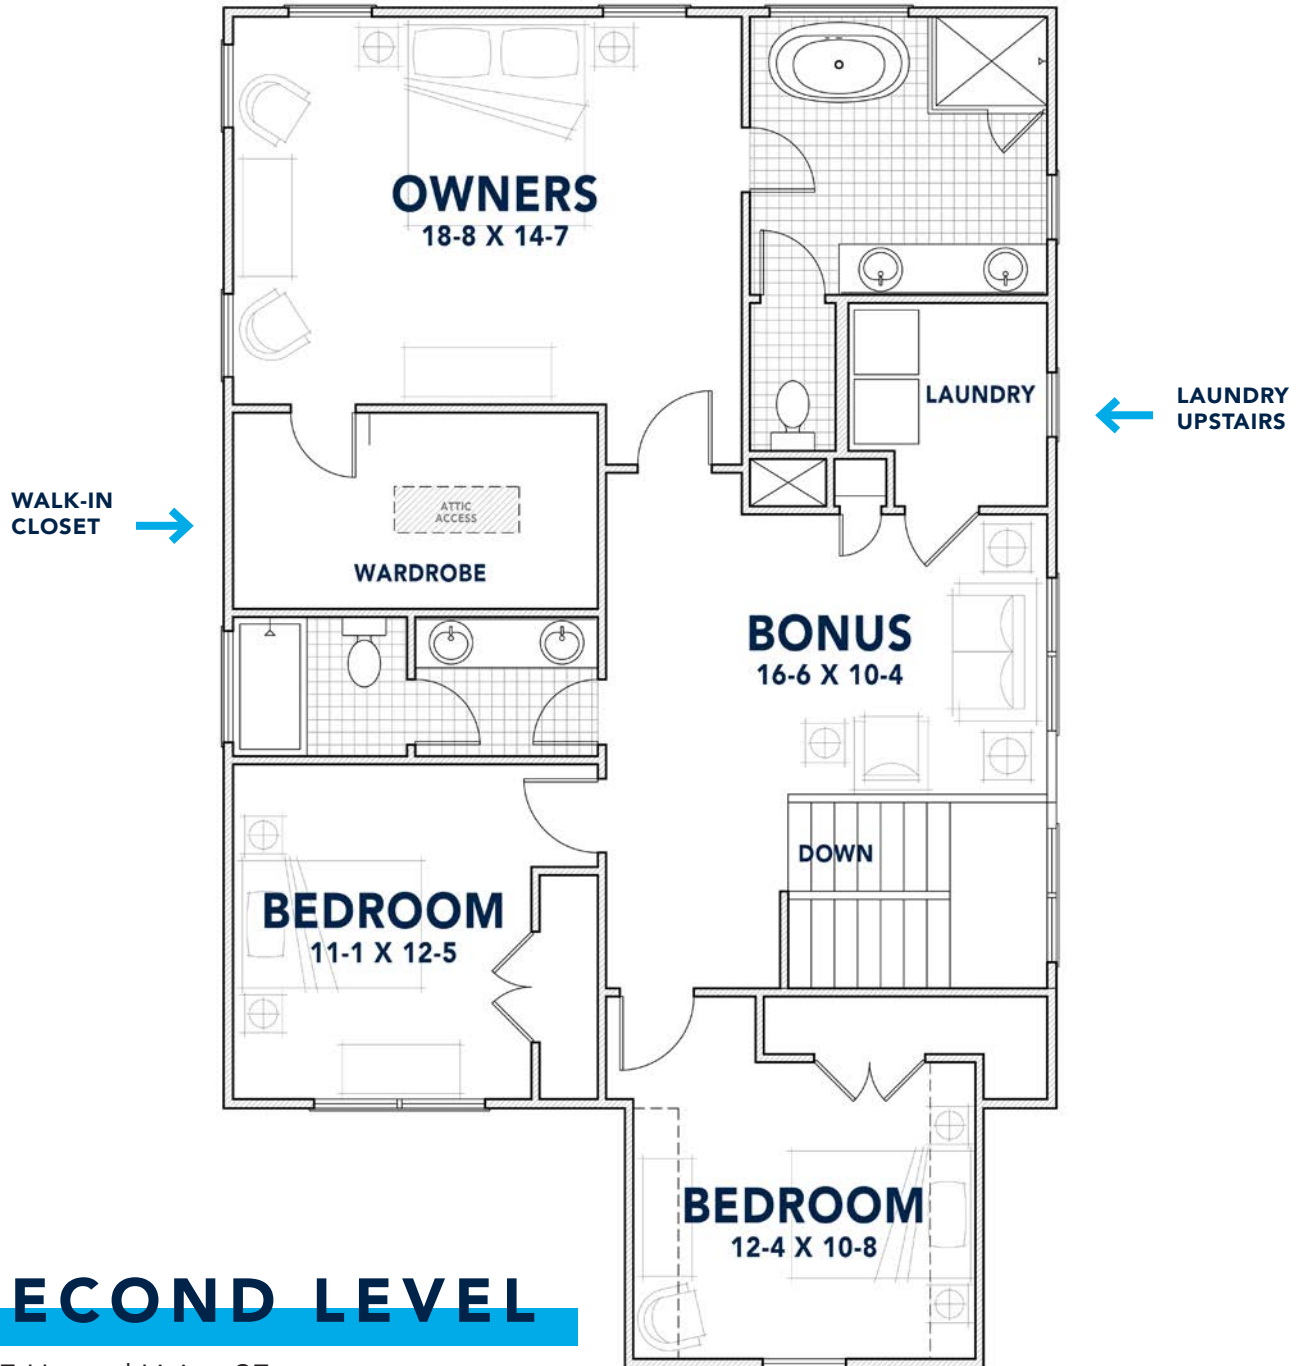 OWNERS
18-8 X 14-7
LAUNDRY
LAUNDRY
UPSTAIRS
WALK-IN
CLOSET
ATTIC
ACCESS
WARDROBE
BONUS
16-6 X 10-4
DOWN
BEDROOM
11-1 X 12-5
BEDROOM
12-4 X 10-8
ECOND LEVEL